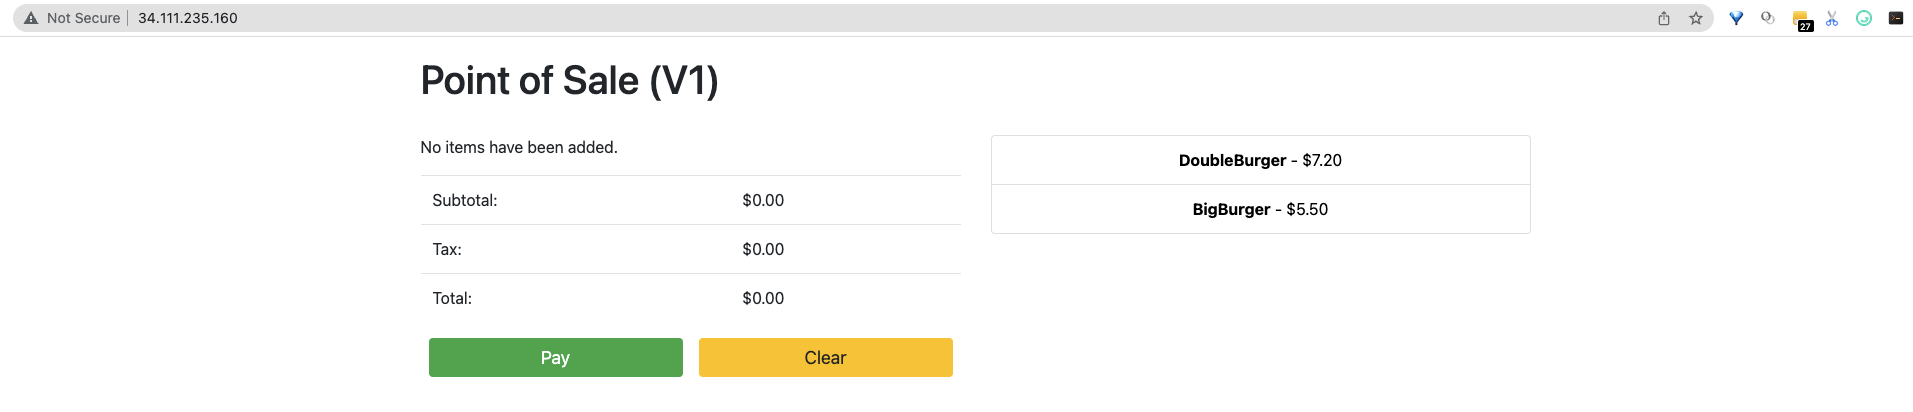 Not Secure | 34.111.235.160
27
Point of Sale (V1)
No items have been added.
Subtotal: $0.00
Tax: $0.00
Total: $0.00
Pay Clear
DoubleBurger - $7.20
BigBurger - $5.50